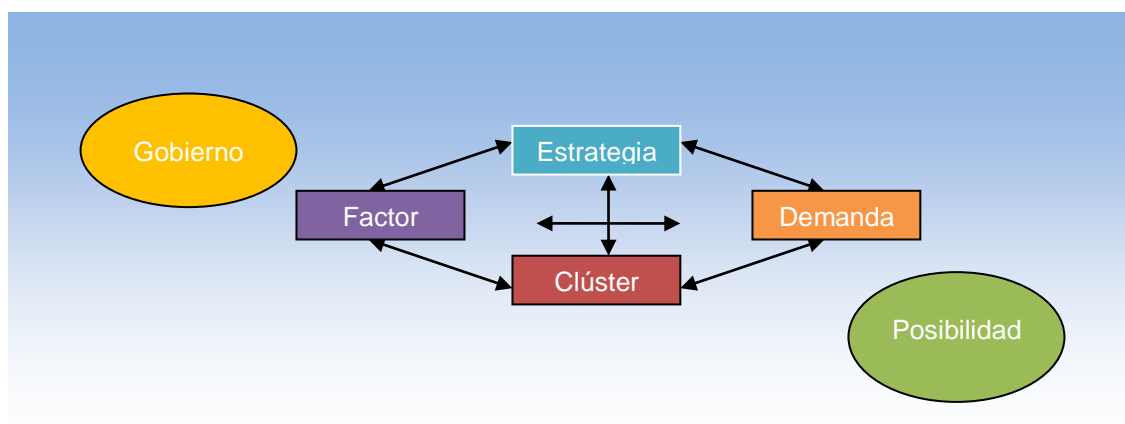 Gobierno
Estrategia
Factor
Demanda
Clúster
Posibilidad